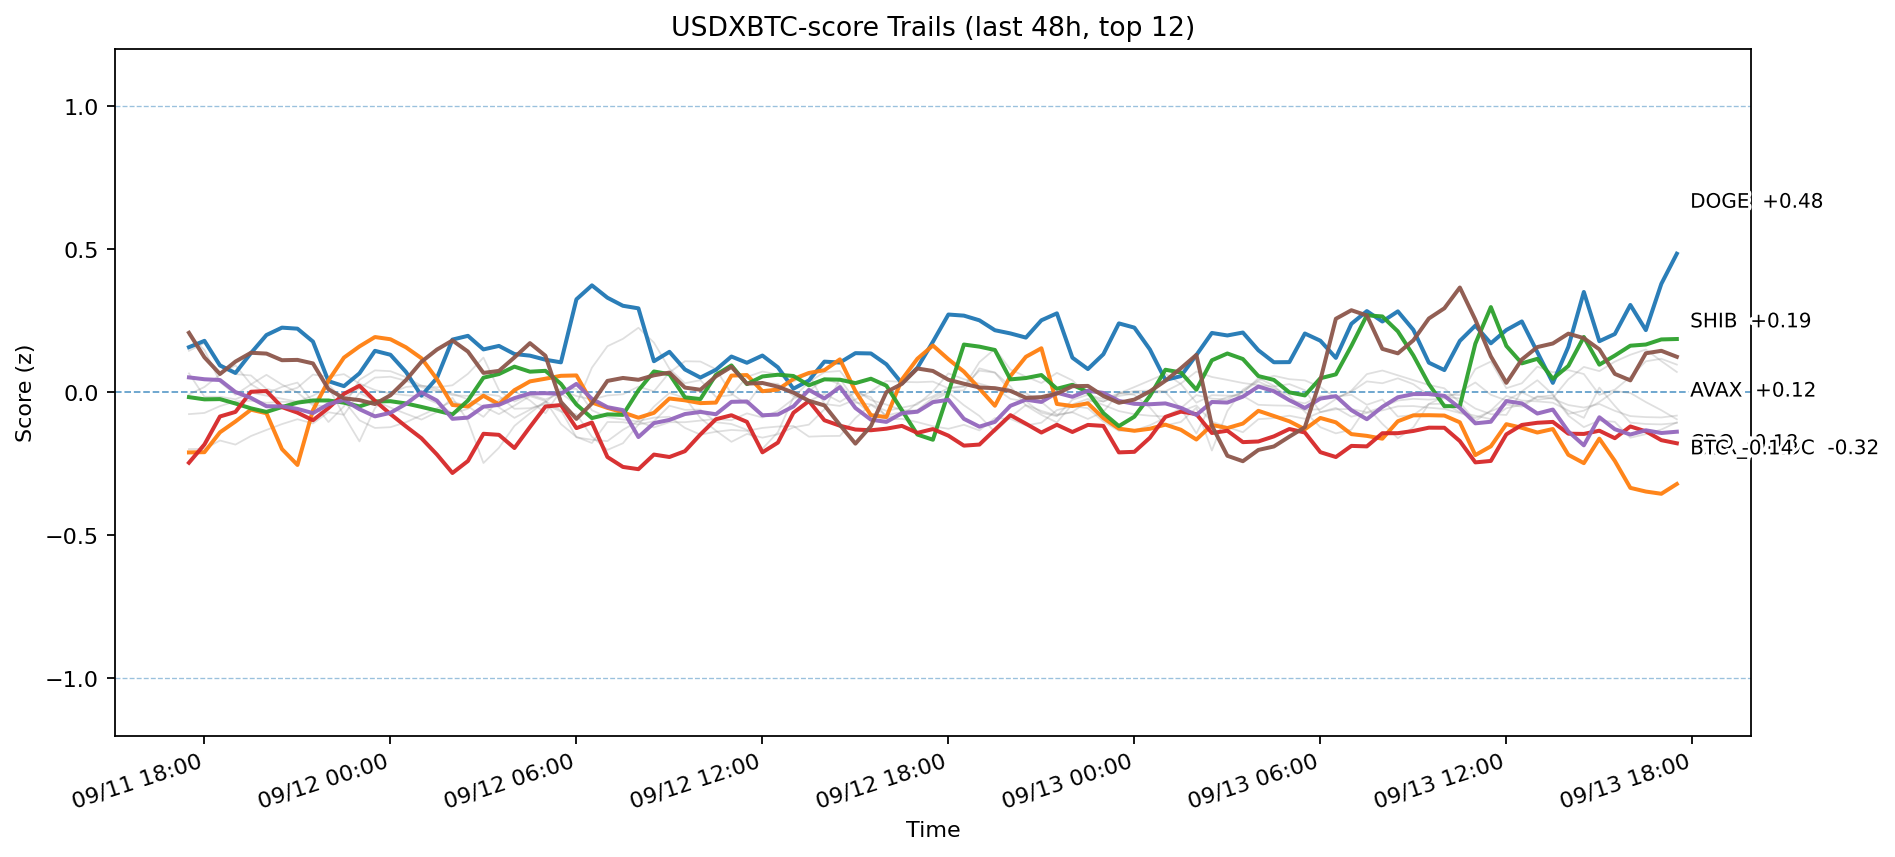 USDXBTC-score Trails (last 48h, top 12)
Score (z)
1.0
0.5
0.0
−0.5
−1.0
DOGE +0.48
SHIB +0.19
AVAX +0.12
-0.32
09/11 18:00
09/12 00:00
09/12 06:00
09/12 12:00
09/12 18:00
09/13 00:00
09/13 06:00
09/13 12:00
09/13 18:00
Time